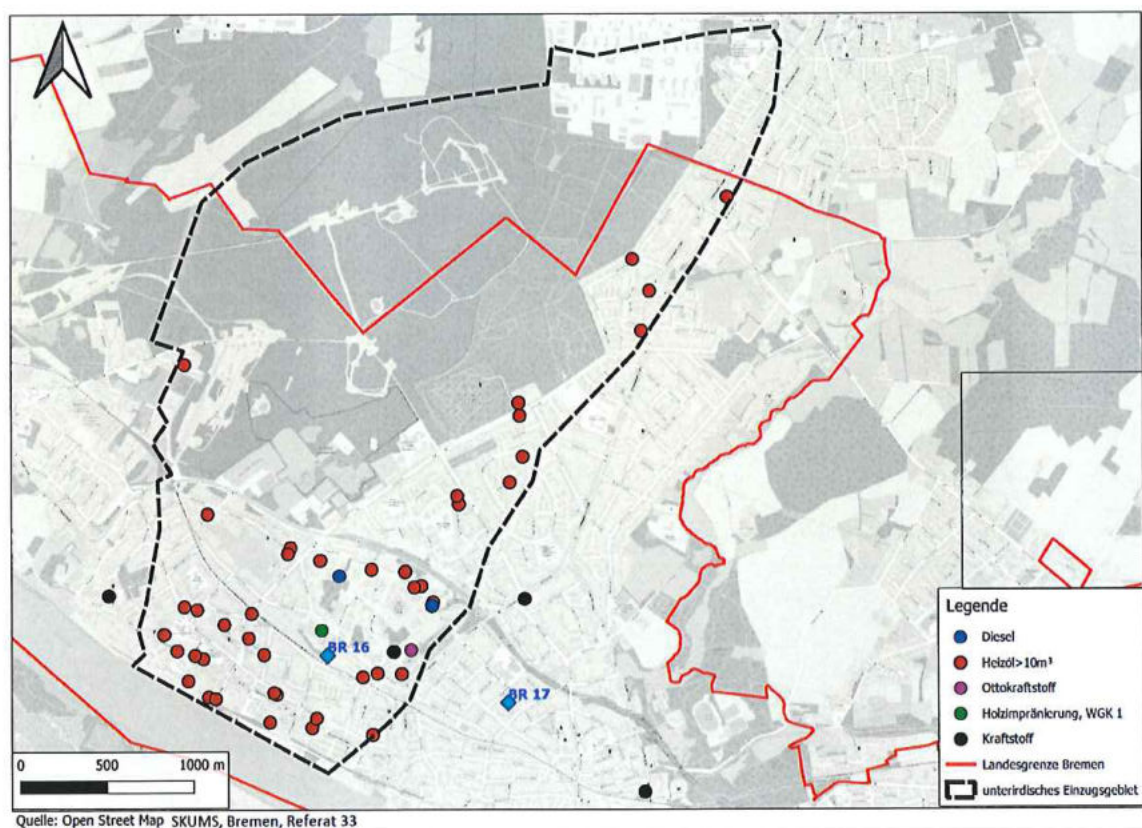 BR 16
BR 17
Legende
Diesel
Heizöl>10m³
Ottokraftstoff
Holzimpränierung, WGK 1
Kraftstoff
Landesgrenze Bremen
unterirdisches Einzugsgebiet
0 500 1000 m
Quelle: Open Street Map SKUMS, Bremen, Referat 33